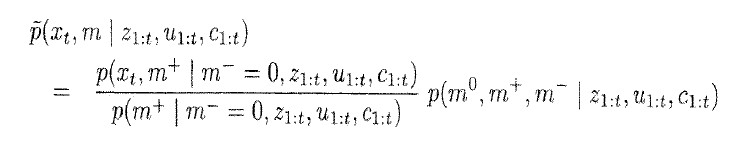 p̃(x_t, m | z_{1:t}, u_{1:t}, c_{1:t})
= \frac{p(x_t, m^+ | m^- = 0, z_{1:t}, u_{1:t}, c_{1:t})}{p(m^+ | m^- = 0, z_{1:t}, u_{1:t}, c_{1:t})} p(m^0, m^+, m^- | z_{1:t}, u_{1:t}, c_{1:t})